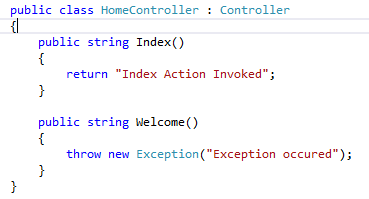 public class HomeController : Controller
{
    public string Index()
    {
        return "Index Action Invoked";
    }

    public string Welcome()
    {
        throw new Exception("Exception occured");
    }
}